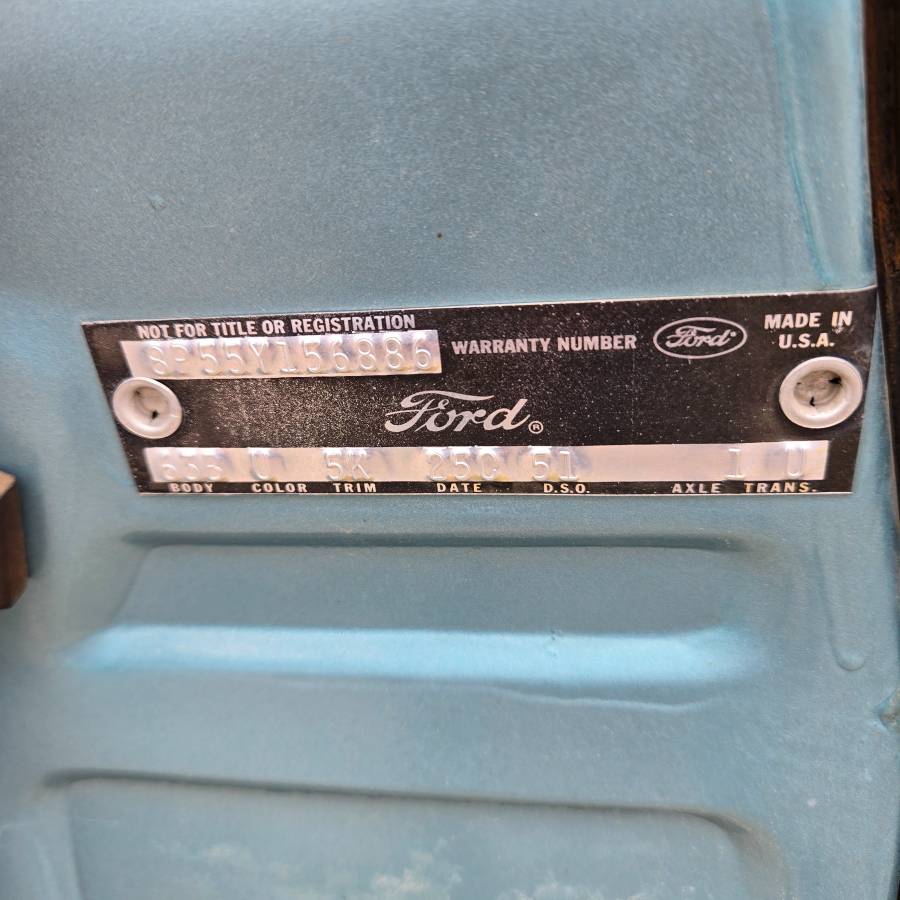 NOT FOR TITLE OR REGISTRATION
8P55Y156886 WARRANTY NUMBER Ford MADE IN U.S.A.
Ford®
5K 25C 51 1 U
BODY COLOR TRIM DATE D.S.O. AXLE TRANS.